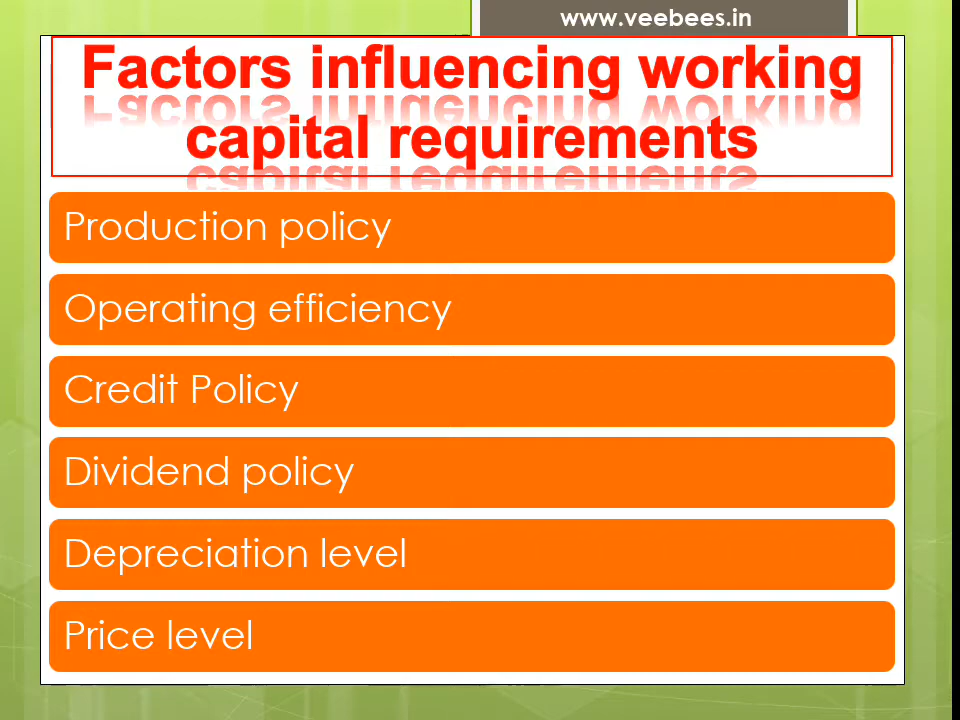 www.veebees.in
Factors influencing working
capital requirements
Production policy
Operating efficiency
Credit Policy
Dividend policy
Depreciation level
Price level